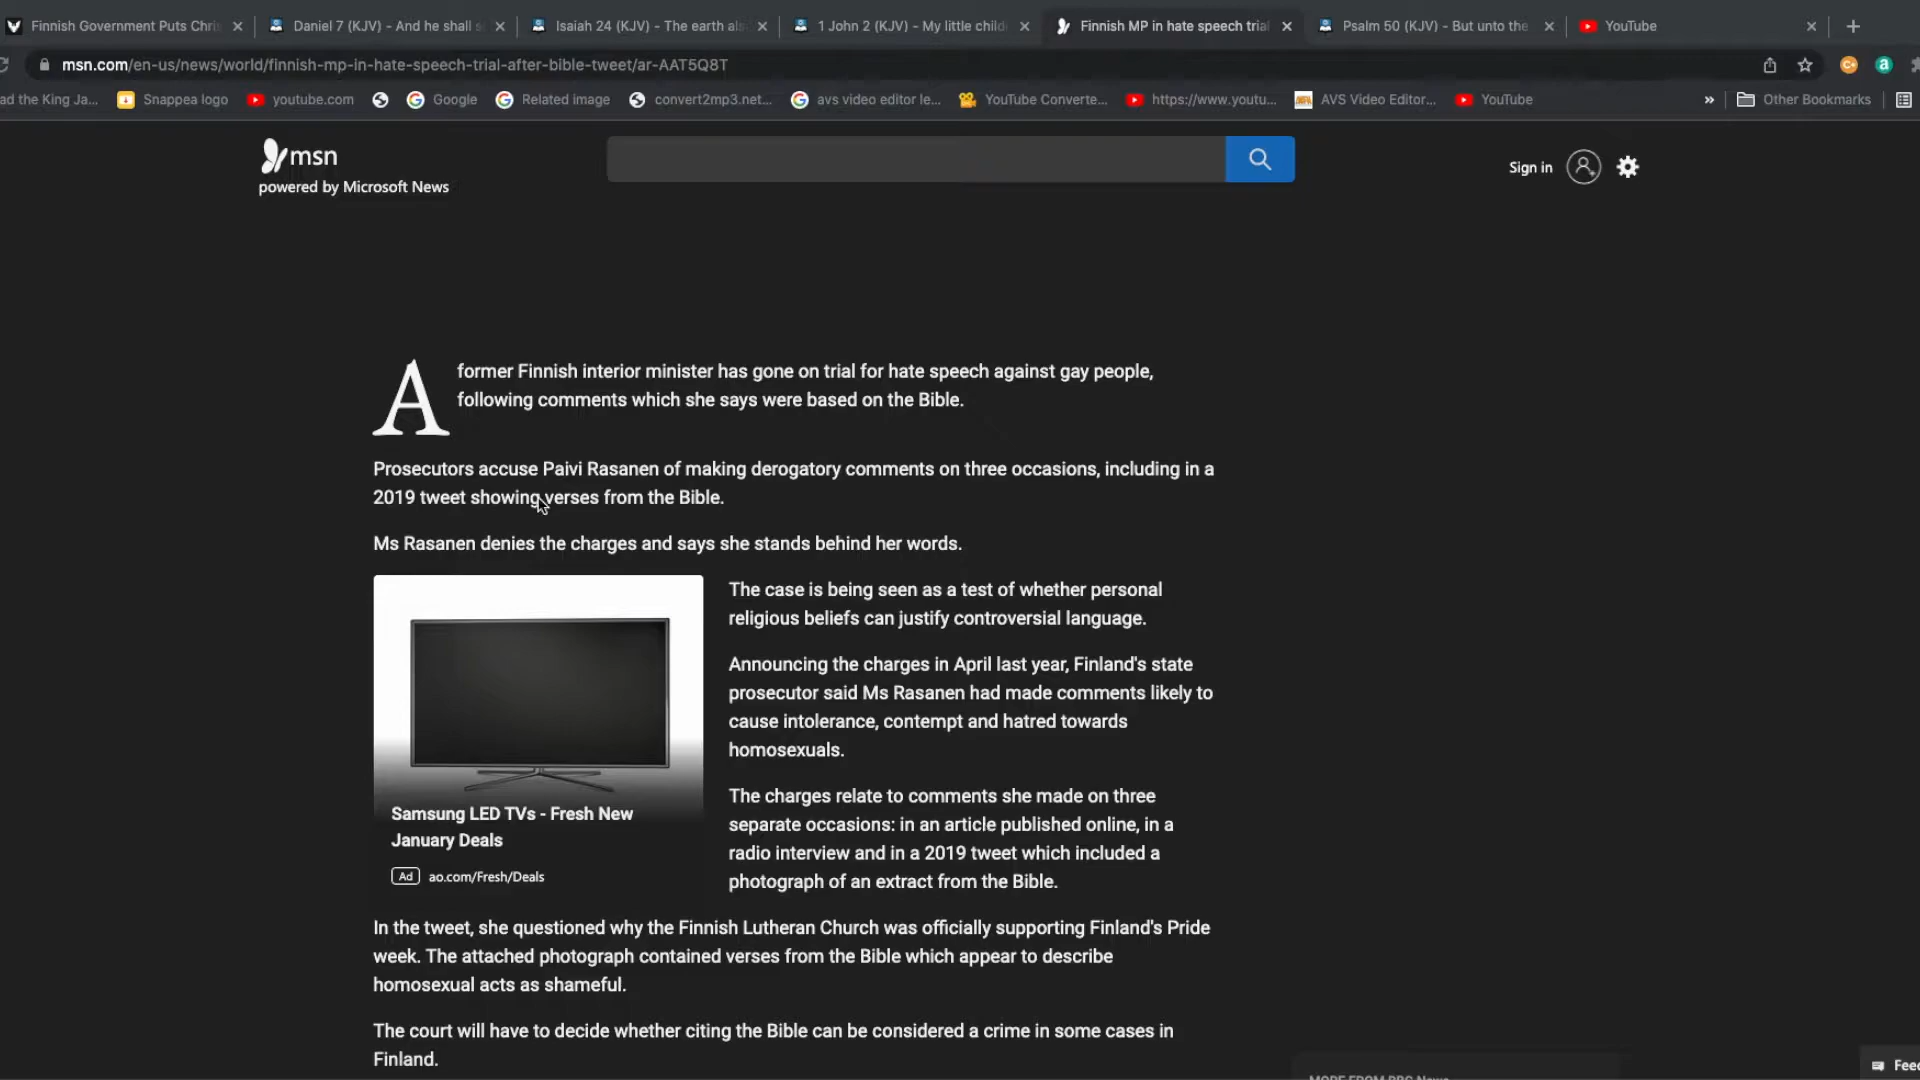 Finnish Government Puts Chris
Daniel 7 (KJV) - And he shall s
Isaiah 24 (KJV) - The earth als
1 John 2 (KJV) - My little child
Finnish MP in hate speech trial
Psalm 50 (KJV) - But unto the
YouTube
msn.com/en-us/news/world/finnish-mp-in-hate-speech-trial-after-bible-tweet/ar-AAT5Q8T
ad the King Ja...
Snappea logo
youtube.com
Google
Related image
convert2mp3.net...
avs video editor le...
YouTube Converte...
https://www.youtu...
AVS Video Editor...
YouTube
»
Other Bookmarks
msn
powered by Microsoft News
Sign in
A former Finnish interior minister has gone on trial for hate speech against gay people,
following comments which she says were based on the Bible.
Prosecutors accuse Paivi Rasanen of making derogatory comments on three occasions, including in a
2019 tweet showing verses from the Bible.
Ms Rasanen denies the charges and says she stands behind her words.
The case is being seen as a test of whether personal
religious beliefs can justify controversial language.
Announcing the charges in April last year, Finland's state
prosecutor said Ms Rasanen had made comments likely to
cause intolerance, contempt and hatred towards
homosexuals.
The charges relate to comments she made on three
separate occasions: in an article published online, in a
radio interview and in a 2019 tweet which included a
photograph of an extract from the Bible.
Samsung LED TVs - Fresh New
January Deals
Ad ao.com/Fresh/Deals
In the tweet, she questioned why the Finnish Lutheran Church was officially supporting Finland's Pride
week. The attached photograph contained verses from the Bible which appear to describe
homosexual acts as shameful.
The court will have to decide whether citing the Bible can be considered a crime in some cases in
Finland.
MORE FROM BBC News
Feed